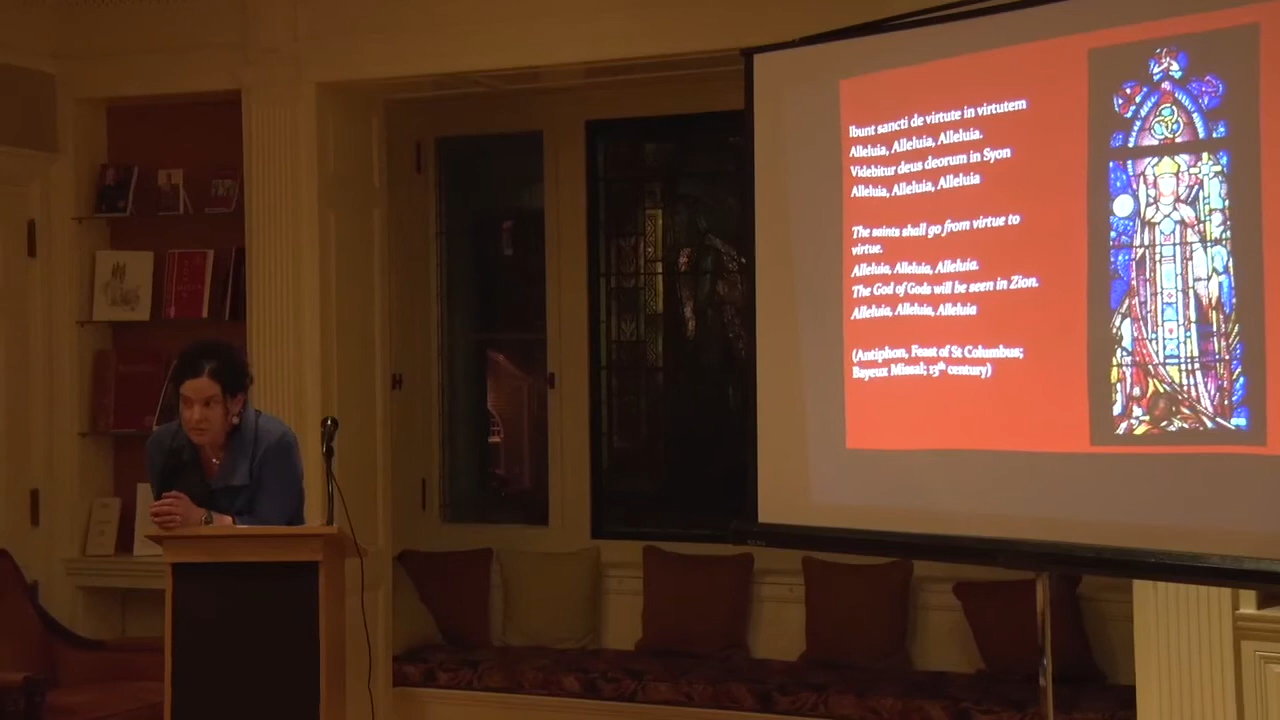 Ibunt sancti de virtute in virtutem
Alleluia, Alleluia, Alleluia.
Videbitur deus deorum in Syon
Alleluia, Alleluia, Alleluia
The saints shall go from virtue to
virtue.
Alleluia, Alleluia, Alleluia.
The God of Gods will be seen in Zion.
Alleluia, Alleluia, Alleluia
(Antiphon, Feast of St Columbus;
Bayeux Missal; 13th century)